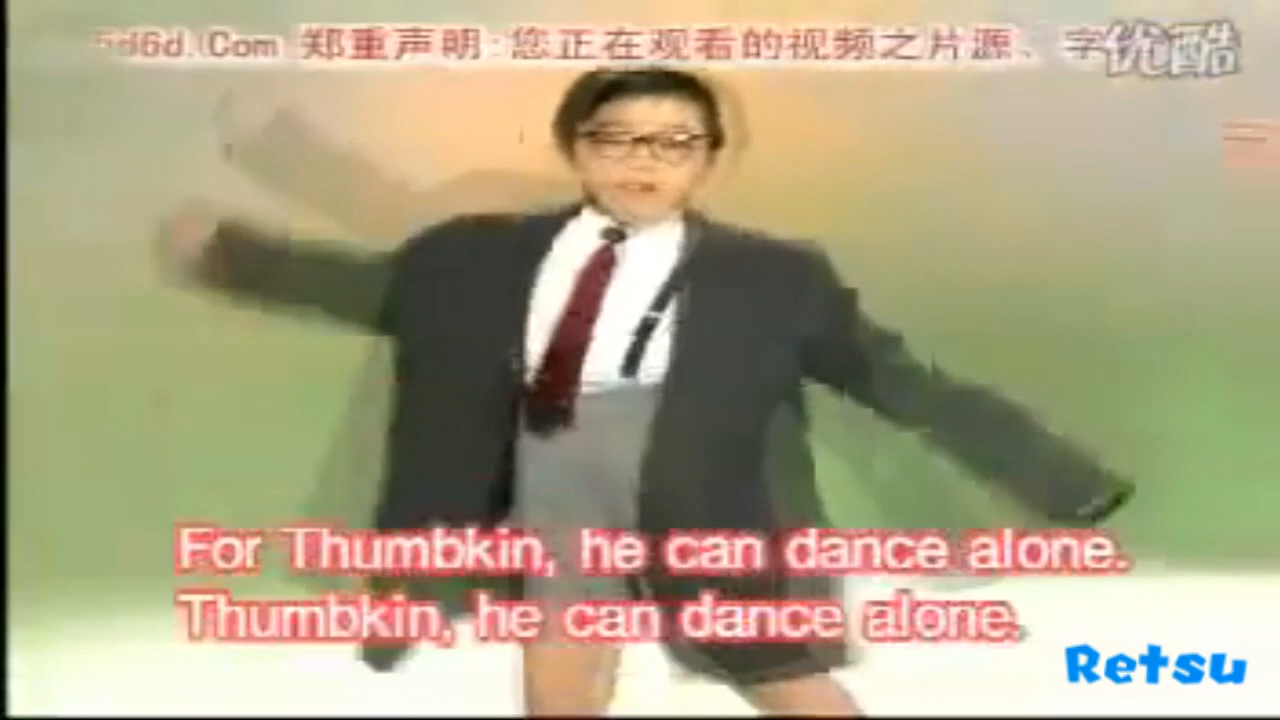 5d6d.Com 郑重声明:您正在观看的视频之片源、字
优酷
For Thumbkin, he can dance alone.
Thumbkin, he can dance alone.
Retsu